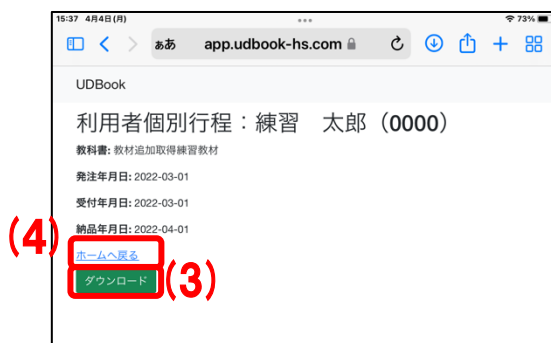 15:37 4月4日(月) ••• 73%
ああ app.udbook-hs.com
UDBook
利用者個別行程：練習 太郎（0000）
教科書: 教材追加取得練習教材
発注年月日: 2022-03-01
受付年月日: 2022-03-01
納品年月日: 2022-04-01
(4)
ホームへ戻る
ダウンロード (3)